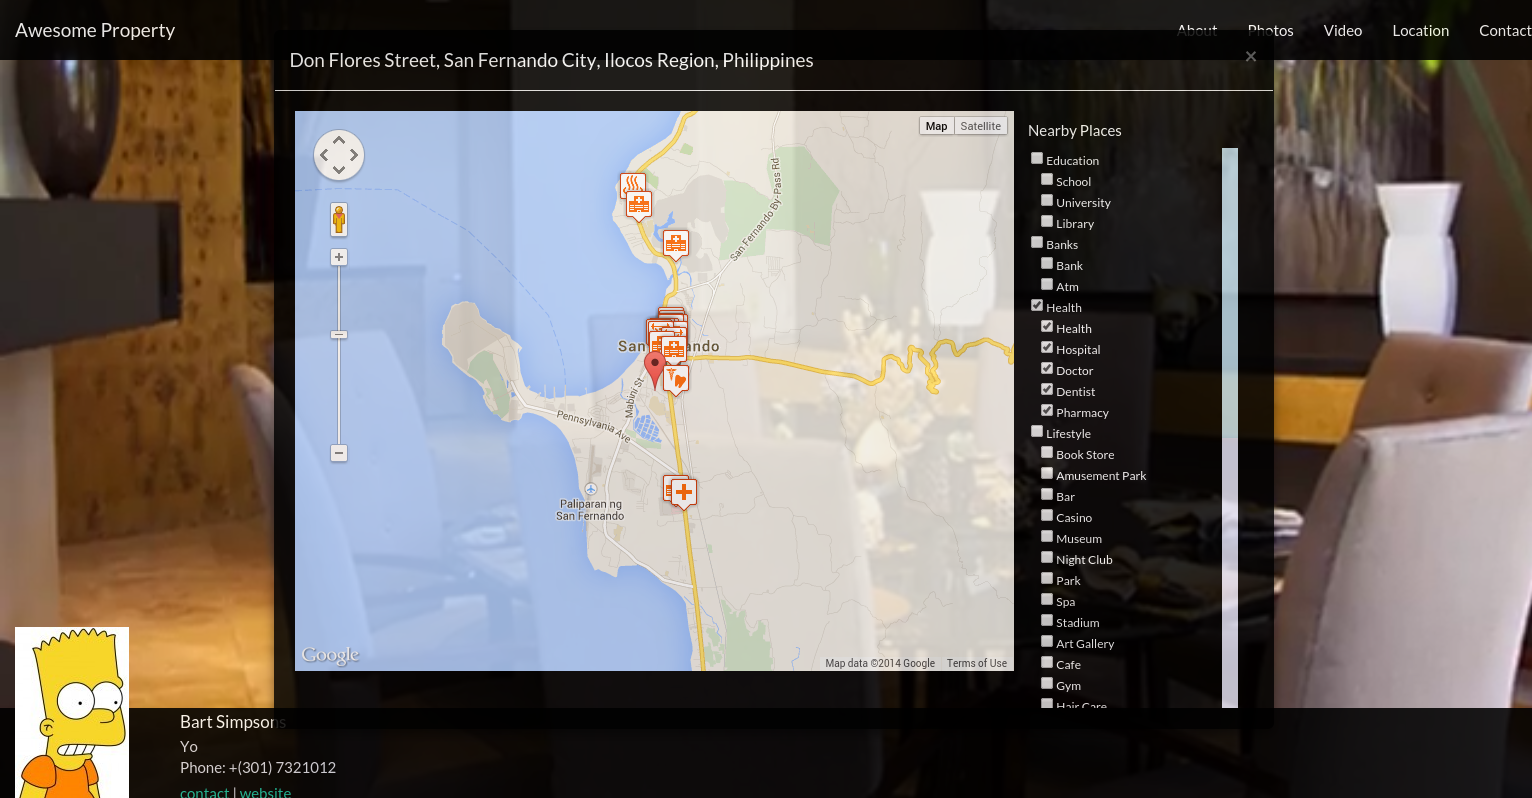 Awesome Property
About
Photos
Video
Location
Contact
Don Flores Street, San Fernando City, Ilocos Region, Philippines
×
Map
Satellite
San Fernando By-Pass Rd
Mabini St.
Pennsylvania Ave
Paliparan ng
San Fernando
Google
Map data ©2014 Google
Terms of Use
Nearby Places
Education
School
University
Library
Banks
Bank
Atm
Health
Health
Hospital
Doctor
Dentist
Pharmacy
Lifestyle
Book Store
Amusement Park
Bar
Casino
Museum
Night Club
Park
Spa
Stadium
Art Gallery
Cafe
Gym
Hair Care
Bart Simpsons
Yo
Phone: +(301) 7321012
contact | website